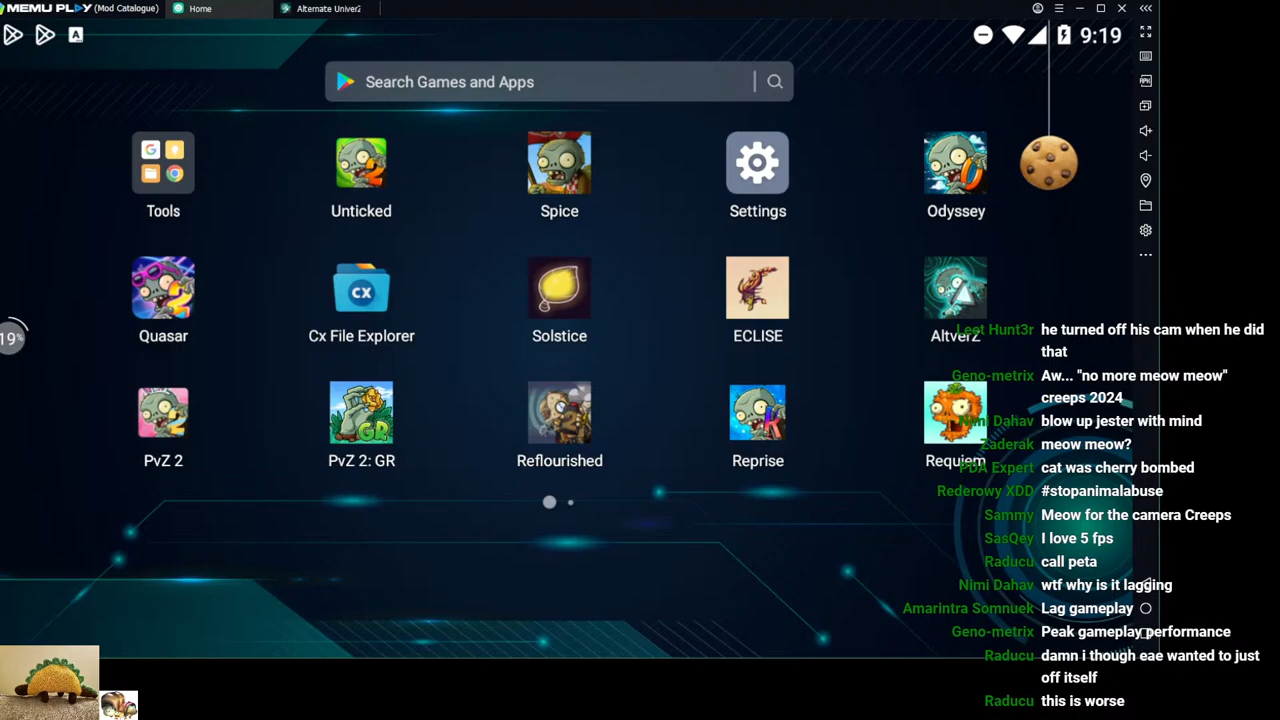 MEMU PLAY (Mod Catalogue)
Home
Alternate Univer
A
9:19
Search Games and Apps
Tools
Unticked
Spice
Settings
Odyssey
CX
Quasar
Cx File Explorer
Solstice
ECLISE
AltverZ
19%
GR
PvZ 2
PvZ 2: GR
Reflourished
Reprise
Requiem
Leet Hunt3r he turned off his cam when he did
that
Geno-metrix Aw... "no more meow meow"
creeps 2024
Nimi Dahav blow up jester with mind
Zaderak meow meow?
PDA Expert cat was cherry bombed
Rederowy XDD #stopanimalabuse
Sammy Meow for the camera Creeps
SasQey I love 5 fps
Raducu call peta
Nimi Dahav wtf why is it lagging
Amarintra Somnuek Lag gameplay
Geno-metrix Peak gameplay performance
Raducu damn i though eae wanted to just
off itself
Raducu this is worse